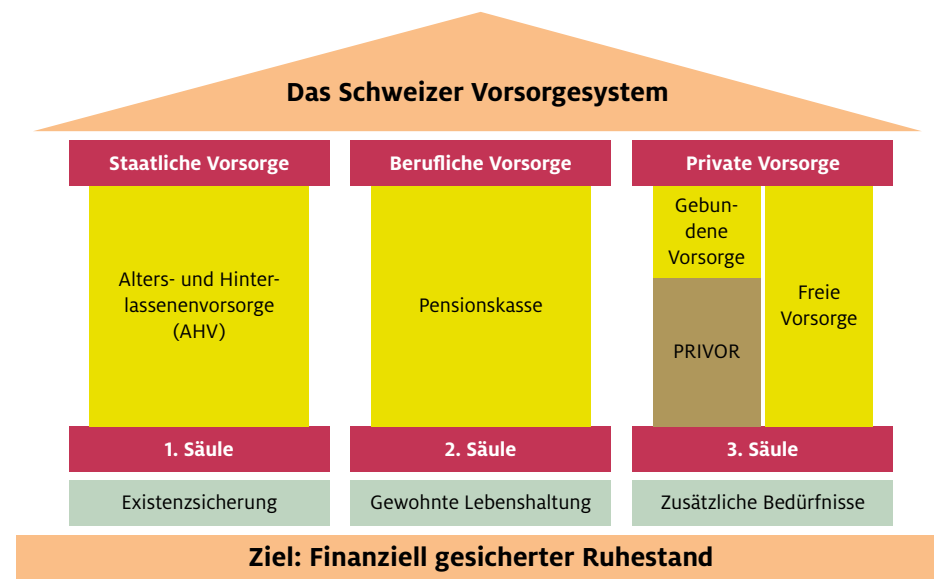 Das Schweizer Vorsorgesystem
Staatliche Vorsorge
Alters- und Hinter-
lassenenvorsorge
(AHV)
1. Säule
Existenzsicherung
Berufliche Vorsorge
Pensionskasse
2. Säule
Gewohnte Lebenshaltung
Private Vorsorge
Gebun-
dene
Vorsorge
PRIVOR
Freie
Vorsorge
3. Säule
Zusätzliche Bedürfnisse
Ziel: Finanziell gesicherter Ruhestand